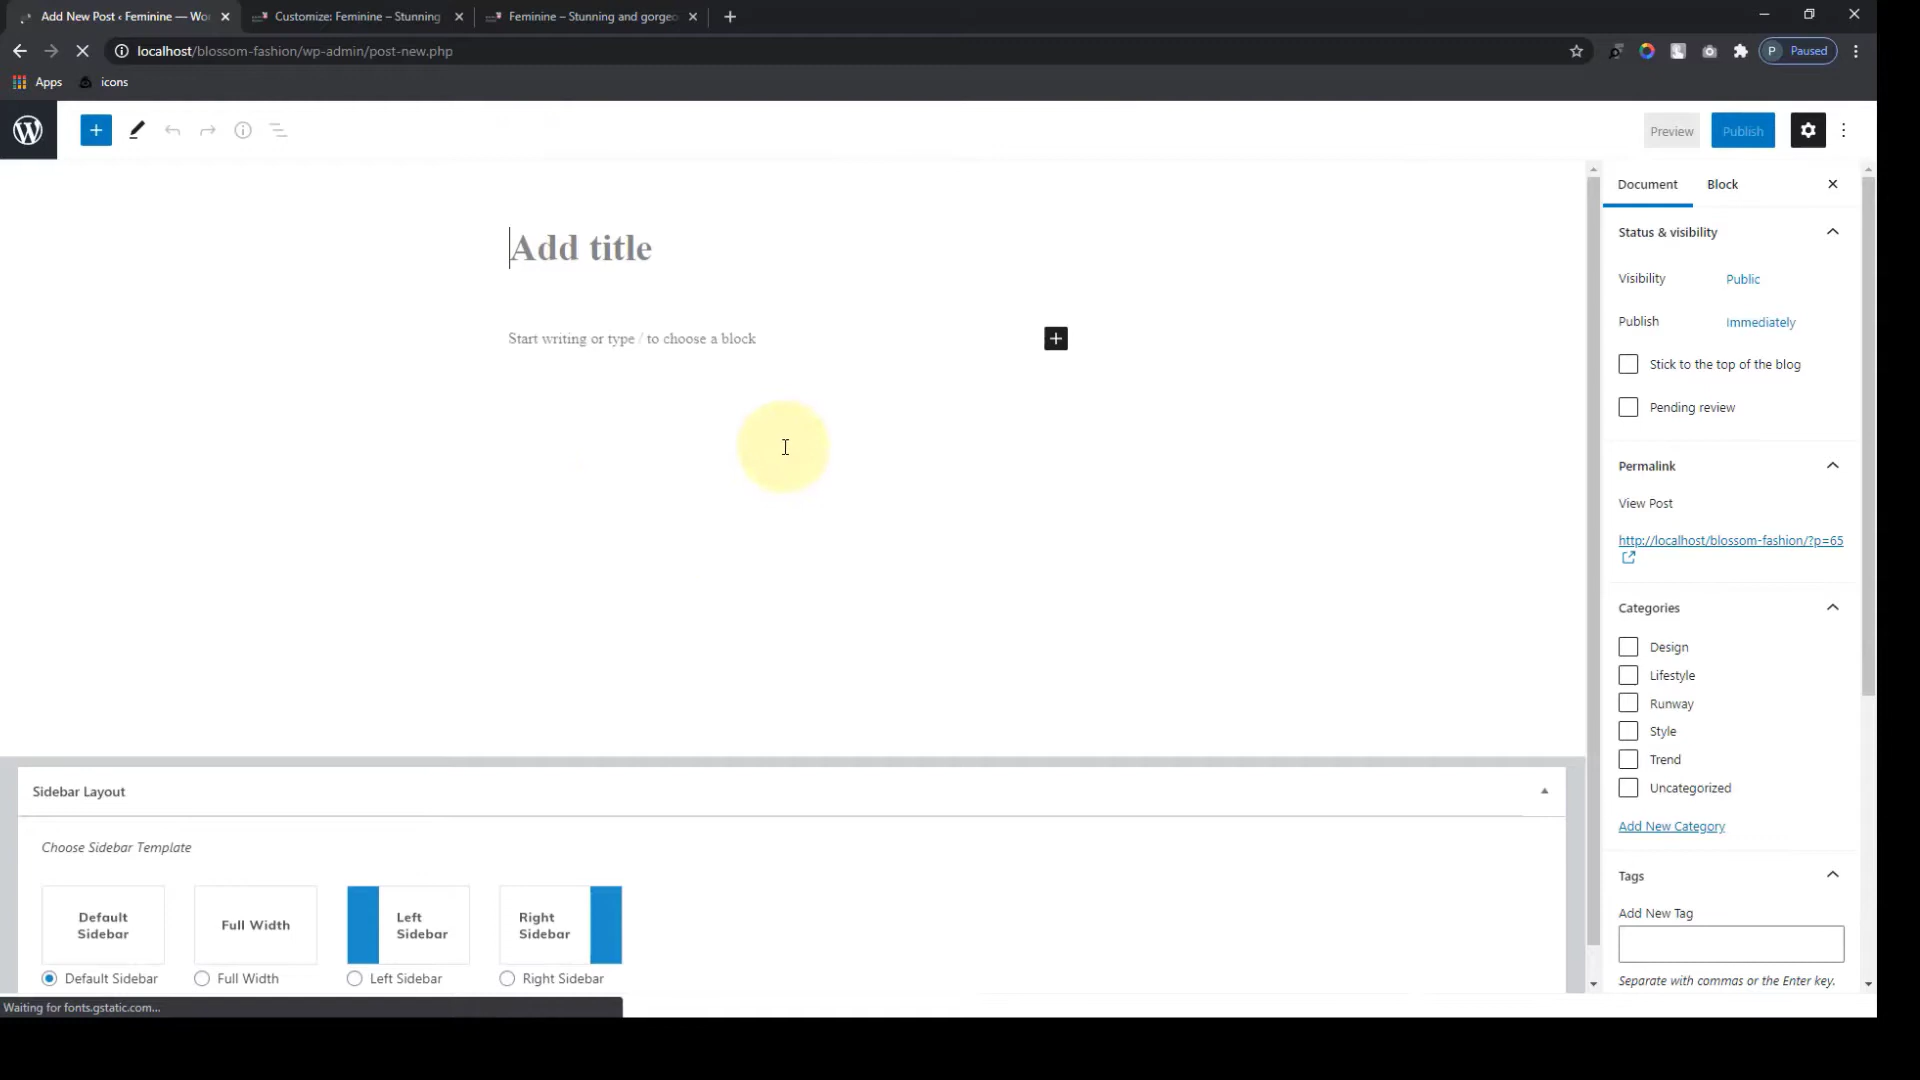 Add New Post ‹ Feminine — Wo
Customize: Feminine – Stunning
Feminine – Stunning and gorgeo
localhost/blossom-fashion/wp-admin/post-new.php
P Paused
Apps
icons
Preview
Publish
Document
Block
Add title
Start writing or type / to choose a block
Status & visibility
Visibility
Public
Publish
Immediately
Stick to the top of the blog
Pending review
Permalink
View Post
http://localhost/blossom-fashion/?p=65
Categories
Design
Lifestyle
Runway
Style
Trend
Uncategorized
Add New Category
Tags
Add New Tag
Separate with commas or the Enter key.
Sidebar Layout
Choose Sidebar Template
Default
Sidebar
Full Width
Left
Sidebar
Right
Sidebar
Default Sidebar
Full Width
Left Sidebar
Right Sidebar
Waiting for fonts.gstatic.com...